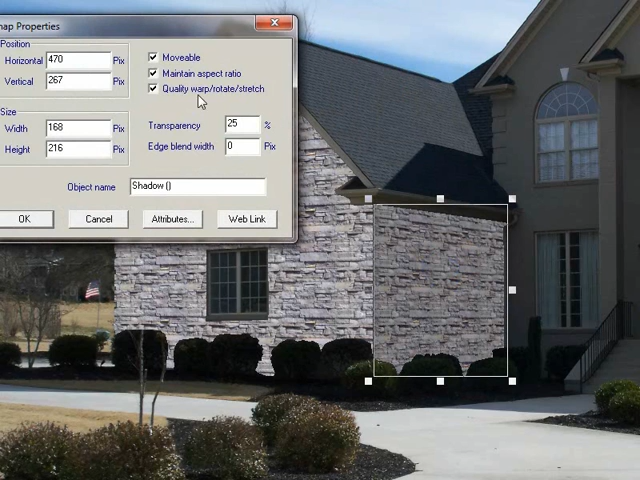 map Properties
Position
Horizontal 470 Pix
Vertical 267 Pix
Size
Width 168 Pix
Height 216 Pix
Moveable
Maintain aspect ratio
Quality warp/rotate/stretch
Transparency 25 %
Edge blend width 0 Pix
Object name Shadow ()
OK Cancel Attributes... Web Link